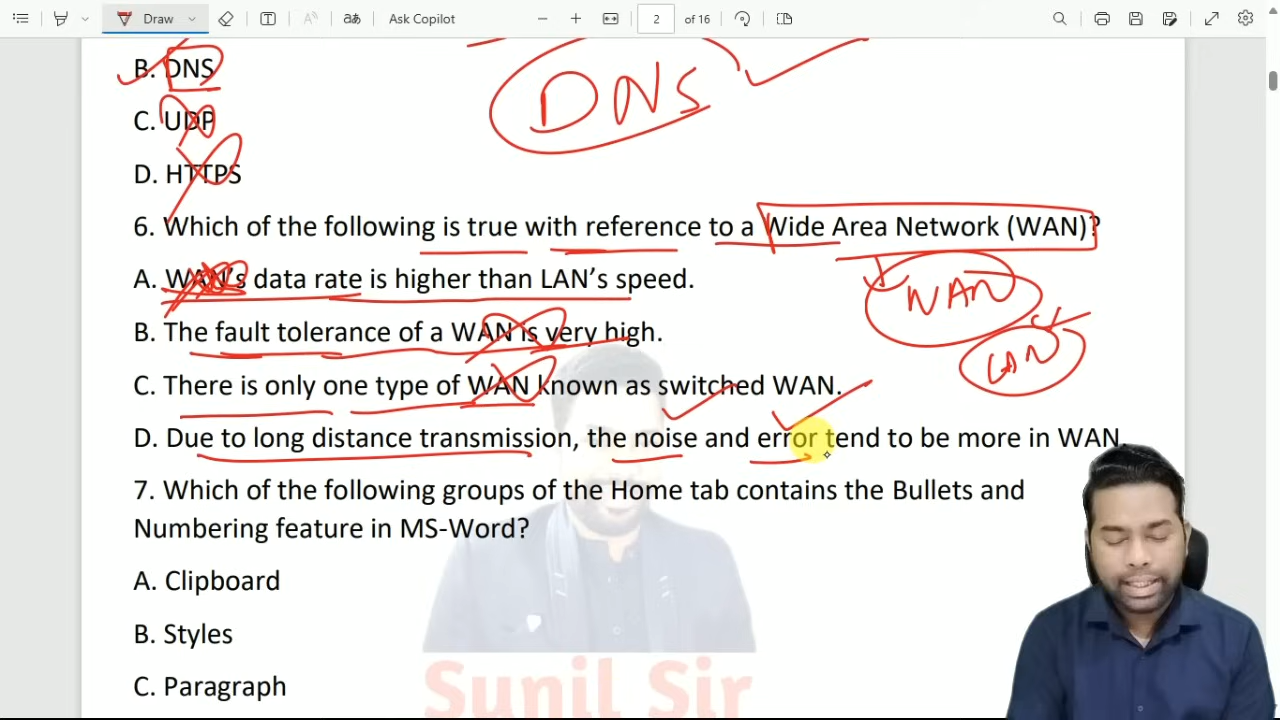 Draw
Ask Copilot
2
of 16
B. DNS
DNS
C. UDP
D. HTTPS
6. Which of the following is true with reference to a Wide Area Network (WAN)?
A. WAN's data rate is higher than LAN's speed.
WAN
B. The fault tolerance of a WAN is very high.
LAN
C. There is only one type of WAN known as switched WAN.
D. Due to long distance transmission, the noise and error tend to be more in WAN.
7. Which of the following groups of the Home tab contains the Bullets and
Numbering feature in MS-Word?
A. Clipboard
B. Styles
C. Paragraph
Sunil Sir